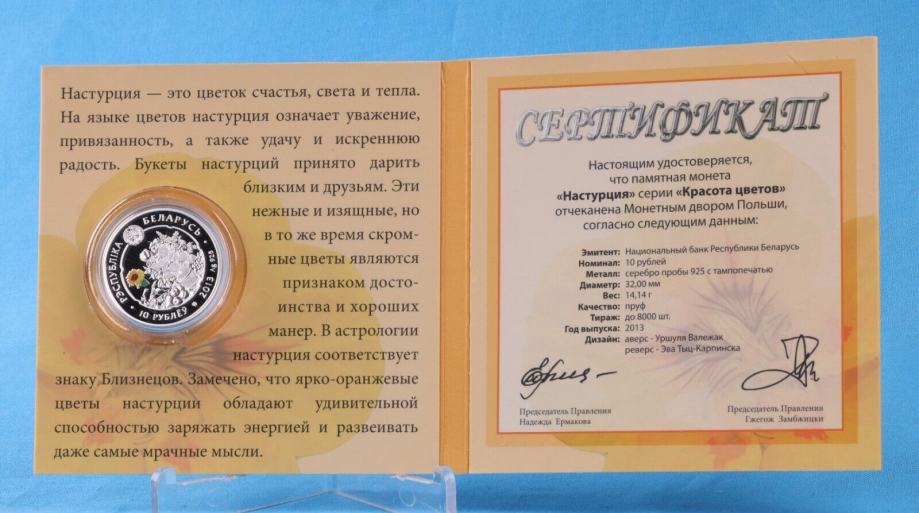 Настурция — это цветок счастья, света и тепла.
На языке цветов настурция означает уважение,
привязанность, а также удачу и искреннюю
радость. Букеты настурций принято дарить
близким и друзьям. Эти
нежные и изящные, но
в то же время скром-
ные цветы являются
признаком досто-
инства и хороших
манер. В астрологии
настурция соответствует
знаку Близнецов. Замечено, что ярко-оранжевые
цветы настурции обладают удивительной
способностью заряжать энергией и развеивать
даже самые мрачные мысли.
РЭСПУБЛІКА БЕЛАРУСЬ
10 РУБЛЁЎ 2013 Ag 925
СЕРТИФИКАТ
Настоящим удостоверяется,
что памятная монета
"Настурция" серии "Красота цветов"
отчеканена Монетным двором Польши,
согласно следующим данным:
Эмитент: Национальный банк Республики Беларусь
Номинал: 10 рублей
Металл: серебро пробы 925 с тампопечатью
Диаметр: 32,00 мм
Вес: 14,14 г
Качество: пруф
Тираж: до 8000 шт.
Год выпуска: 2013
Дизайн: аверс - Уршуля Валежак
реверс - Эва Тыц-Карпинска
Председатель Правления
Надежда Ермакова
Председатель Правления
Гжегож Замбжицки